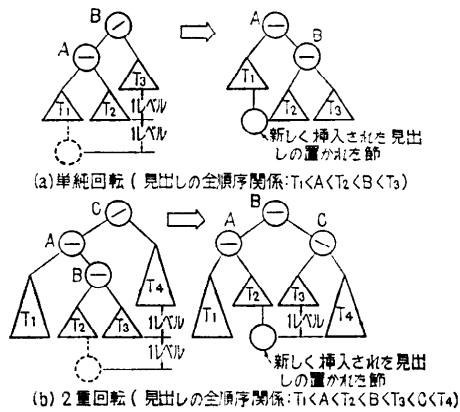 B
A
T₁
T₂
T₃
1レベル
1レベル
A
B
T₁
T₂
T₃
新しく挿入された見出
しの置かれた節
(a)単純回転(見出しの全順序関係:T₁<A<T₂<B<T₃)
C
A
B
T₁
T₂
T₃
T₄
1レベル
1レベル
B
A
C
T₁
T₂
T₃
T₄
1レベル
新しく挿入された見出
しの置かれた節
(b) 2重回転(見出しの全順序関係:T₁<A<T₂<B<T₃<C<T₄)